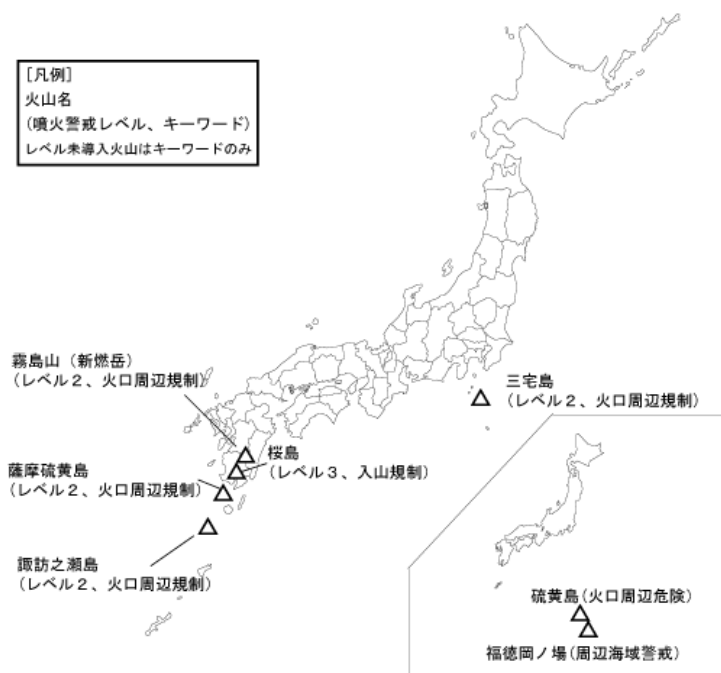 [凡例]
火山名
(噴火警戒レベル、キーワード)
レベル未導入火山はキーワードのみ
霧島山（新燃岳）
(レベル２、火口周辺規制)
三宅島
(レベル２、火口周辺規制)
桜島
(レベル３、入山規制)
薩摩硫黄島
(レベル２、火口周辺規制)
諏訪之瀬島
(レベル２、火口周辺規制)
硫黄島(火口周辺危険)
福徳岡ノ場(周辺海域警戒)